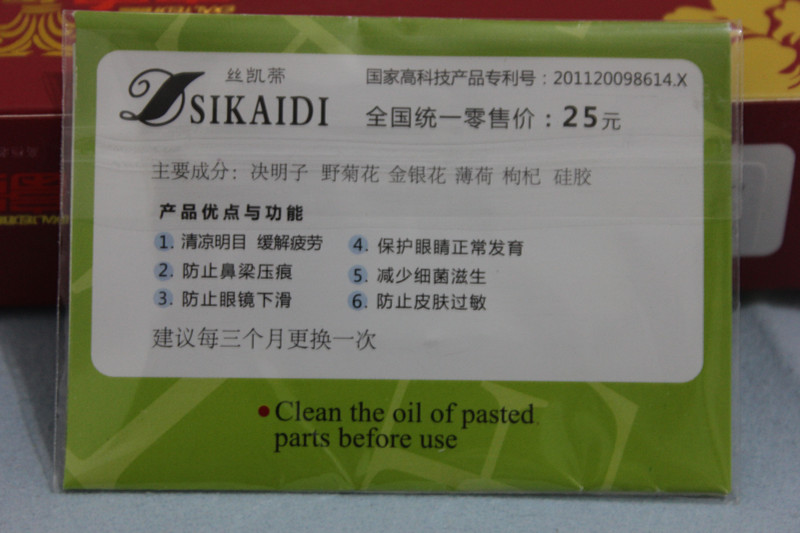 丝凯蒂
SIKAIDI
国家高科技产品专利号：201120098614.X
全国统一零售价：25元
主要成分：决明子 野菊花 金银花 薄荷 枸杞 硅胶
产品优点与功能
1. 清凉明目 缓解疲劳
2. 防止鼻梁压痕
3. 防止眼镜下滑
4. 保护眼睛正常发育
5. 减少细菌滋生
6. 防止皮肤过敏
建议每三个月更换一次
•Clean the oil of pasted
parts before use